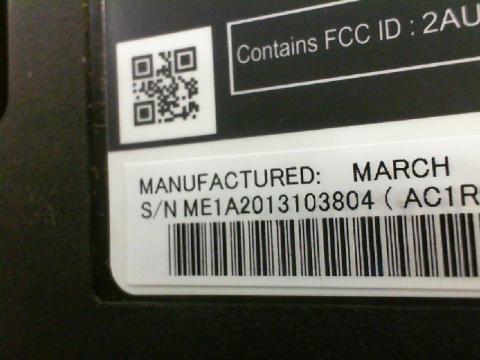 Contains FCC ID : 2AU
MANUFACTURED: MARCH
S/N ME1A2013103804 ( AC1R